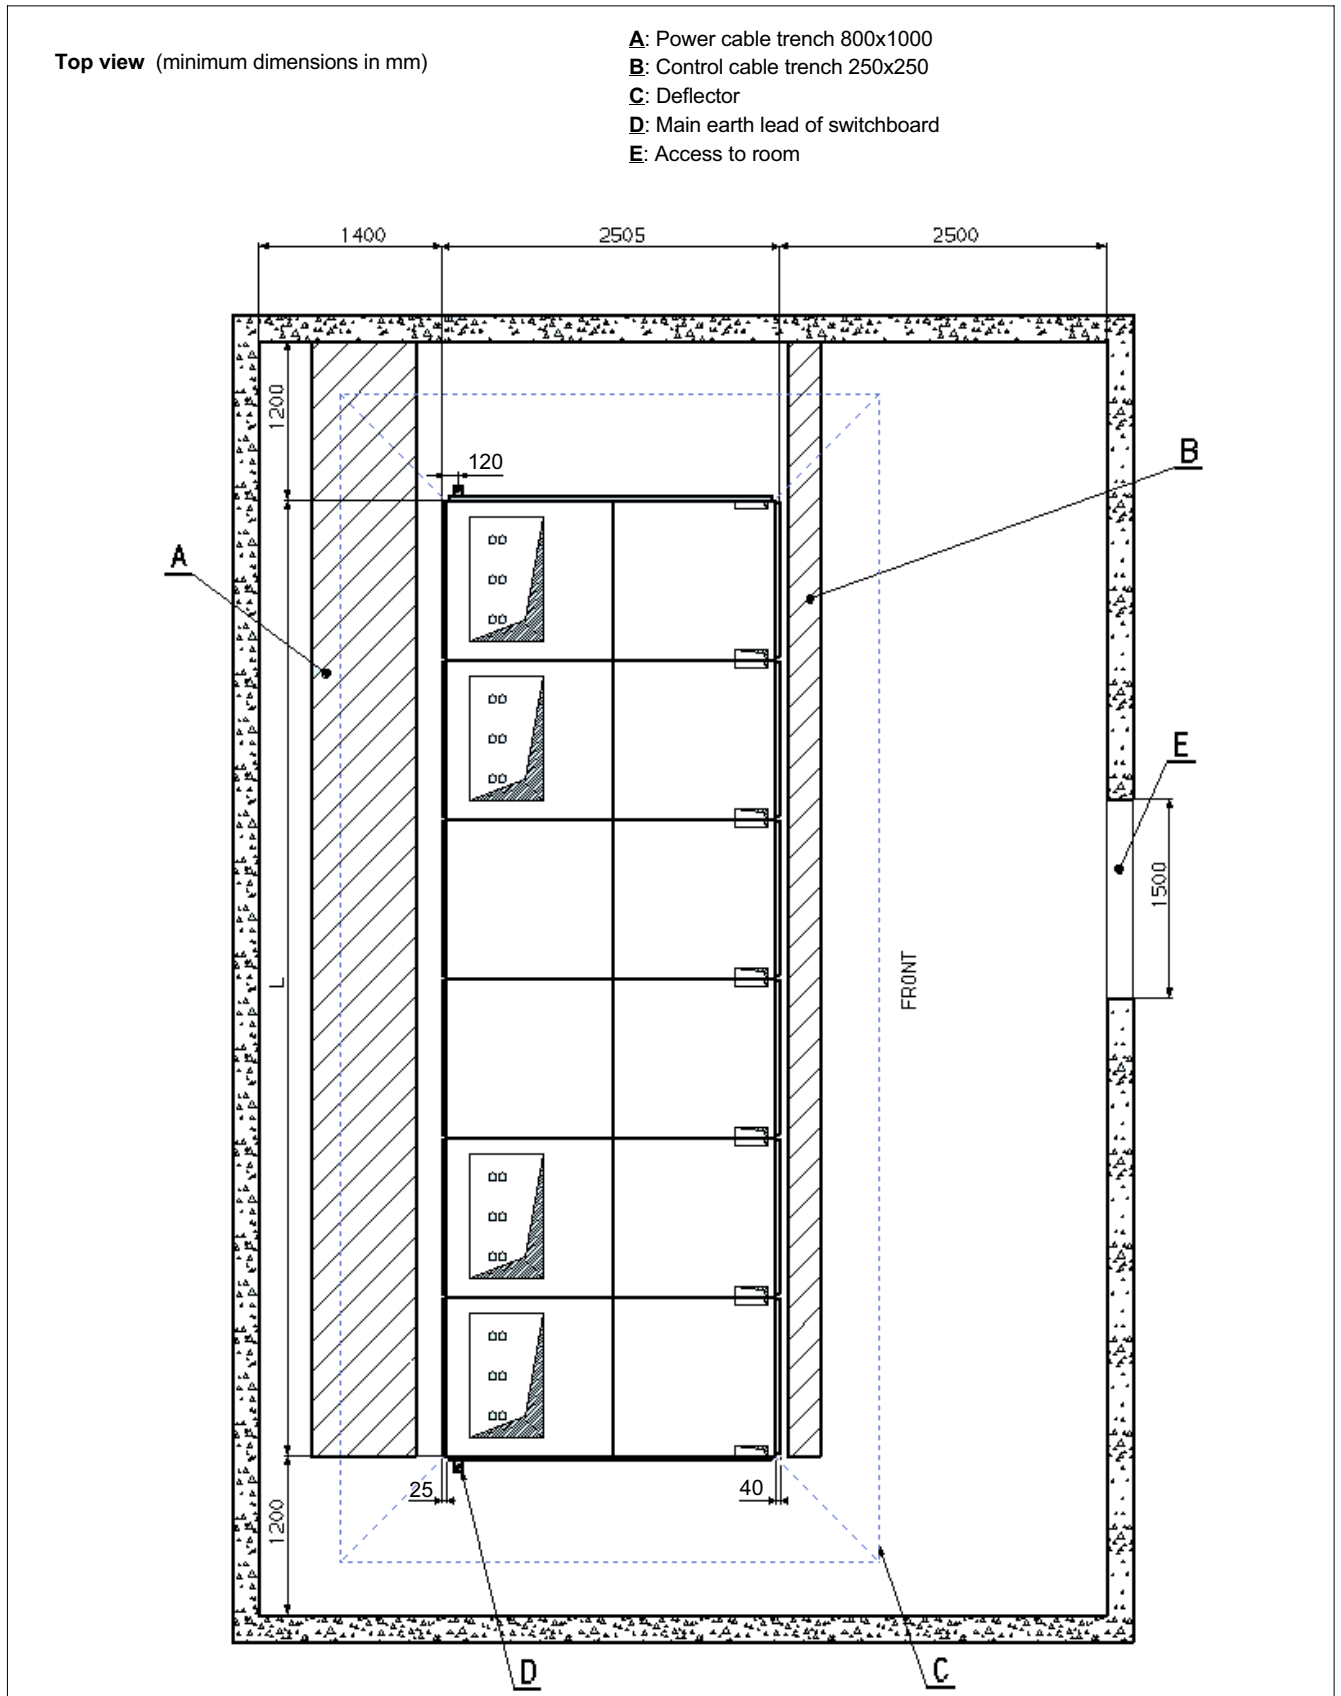 Top view (minimum dimensions in mm)
A: Power cable trench 800x1000
B: Control cable trench 250x250
C: Deflector
D: Main earth lead of switchboard
E: Access to room
1400
2505
2500
1200
120
B
A
E
1500
L
FRONT
25
40
1200
D
C